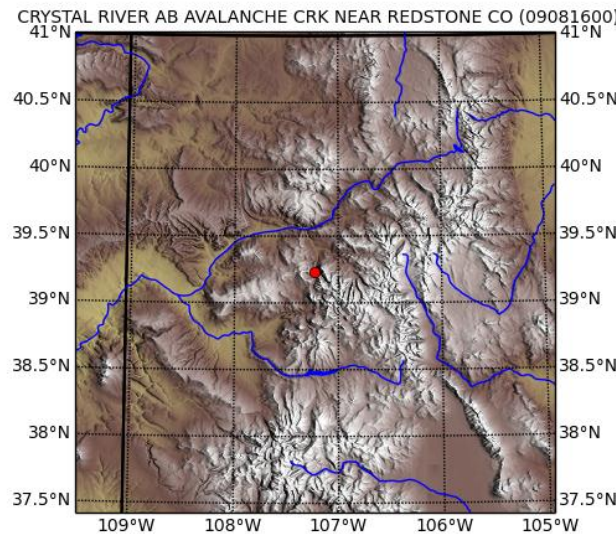 CRYSTAL RIVER AB AVALANCHE CRK NEAR REDSTONE CO (09081600)
41°N 41°N
40.5°N 40.5°N
40°N 40°N
39.5°N 39.5°N
39°N 39°N
38.5°N 38.5°N
38°N 38°N
37.5°N 37.5°N
109°W 108°W 107°W 106°W 105°W